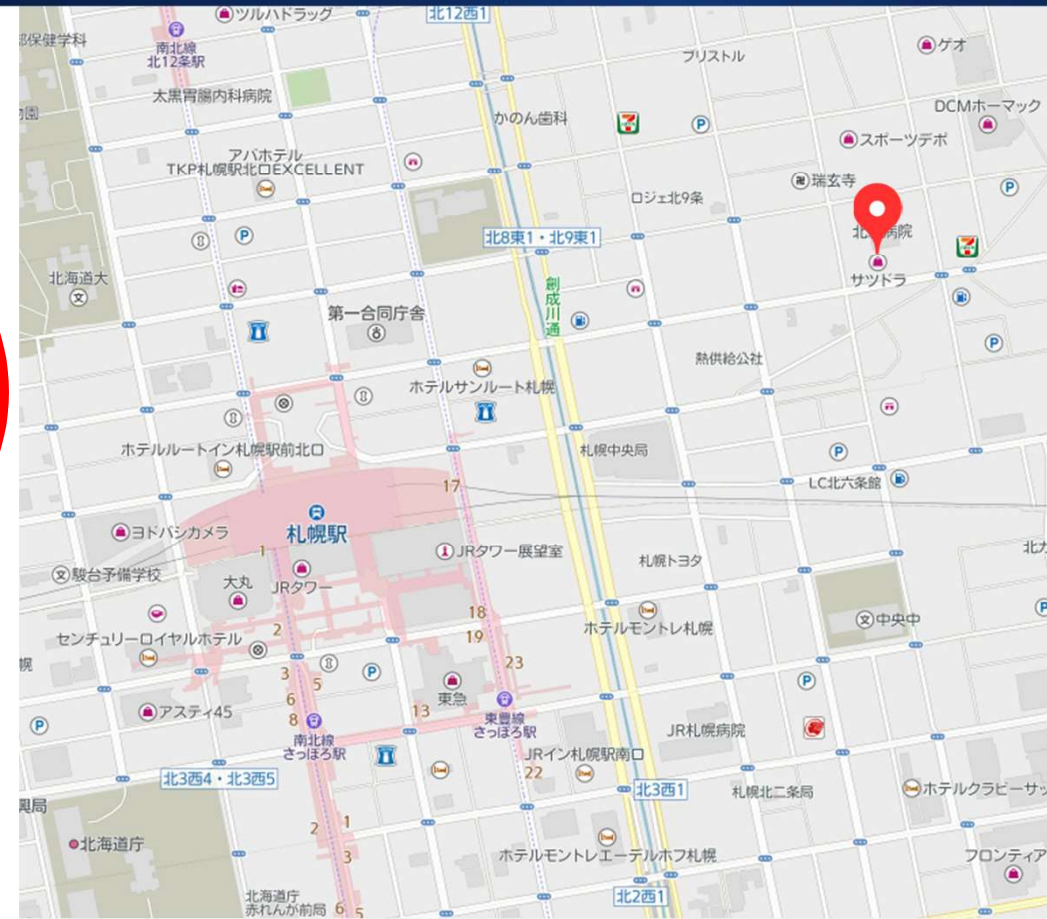 ツルハドラッグ
北12西1
部保健学科
南北線
北12条駅
ゲオ
ブリストル
太黒胃腸内科病院
かのん歯科
DCMホーマック
スポーツデポ
アパホテル
TKP札幌駅北口EXCELLENT
瑞玄寺
ロジェ北9条
北8東1・北9東1
病院
サツドラ
北海道大
創成川通
第一合同庁舎
熱供給公社
ホテルサンルート札幌
ホテルルートイン札幌駅前北口
札幌中央局
LC北六条館
17
札幌駅
ヨドバシカメラ
1
JRタワー展望室
札幌トヨタ
駿台予備学校
大丸
JRタワー
18
19
2
ホテルモントレ札幌
中央中
センチュリーロイヤルホテル
23
3
5
6
8
東急
アスティ45
13
東豊線
さっぽろ駅
南北線
さっぽろ駅
JR札幌病院
JRイン札幌駅南口
22
北3西4・北3西5
北3西1
札幌北二条局
ホテルクラビーサッ
興局
2
1
北海道庁
3
ホテルモントレエーデルホフ札幌
フロンティア
北海道庁
赤れんが前局
6
5
北2西1